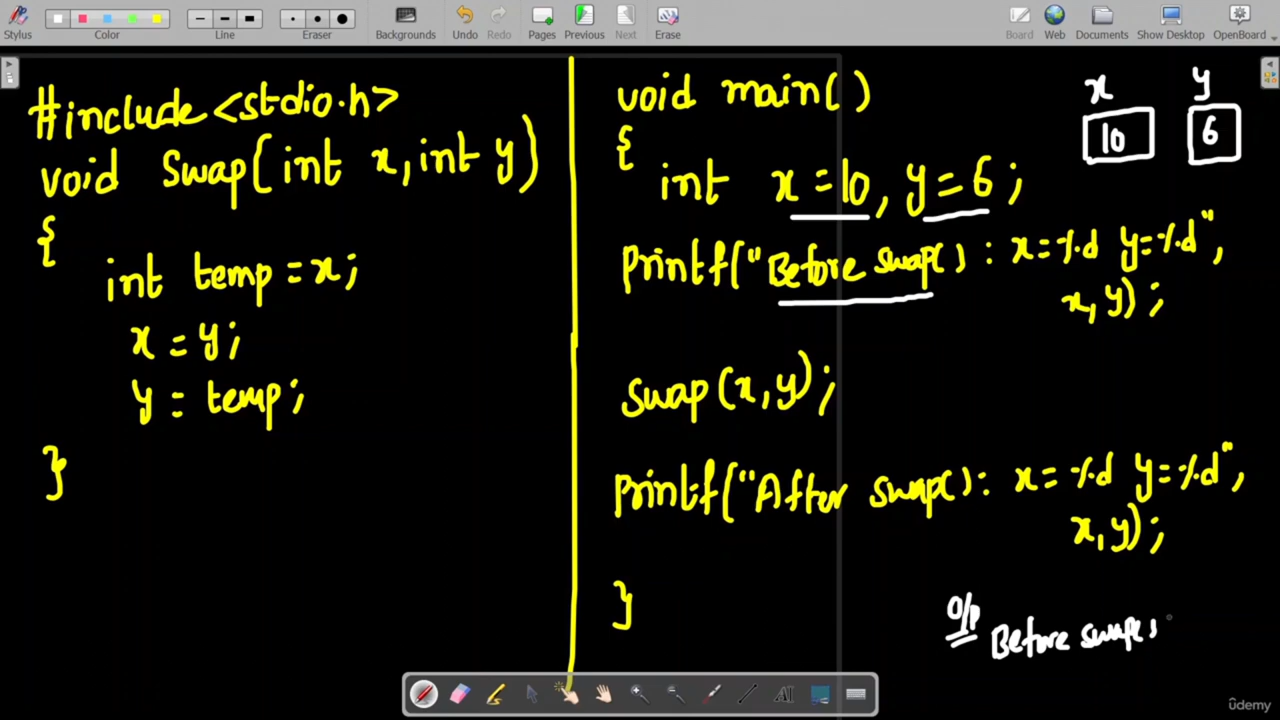 Stylus
Color
Line
Eraser
Backgrounds
Undo
Redo
Pages
Previous
Next
Erase
Board
Web
Documents
Show Desktop
OpenBoard
#include<stdio.h>
void Swap(int x,int y)
{
int temp=x;
x = y;
y = temp;
}
void main()
{
int x=10, y=6;
Printf("Before swap() : x=%d y=%d",
x, y);
swap(x,y);
Printf("After swap(): x=%d y=%d",
x,y);
}
x y
10 6
O/P
Before swap:
AI
ûdemy